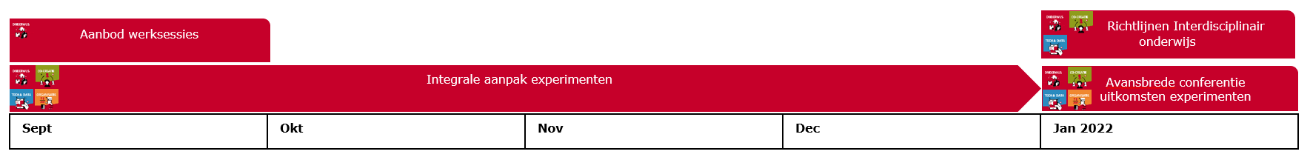 Aanbod werksessies
Richtlijnen Interdisciplinair
onderwijs
Integrale aanpak experimenten
Avansbrede conferentie
uitkomsten experimenten
Sept
Okt
Nov
Dec
Jan 2022